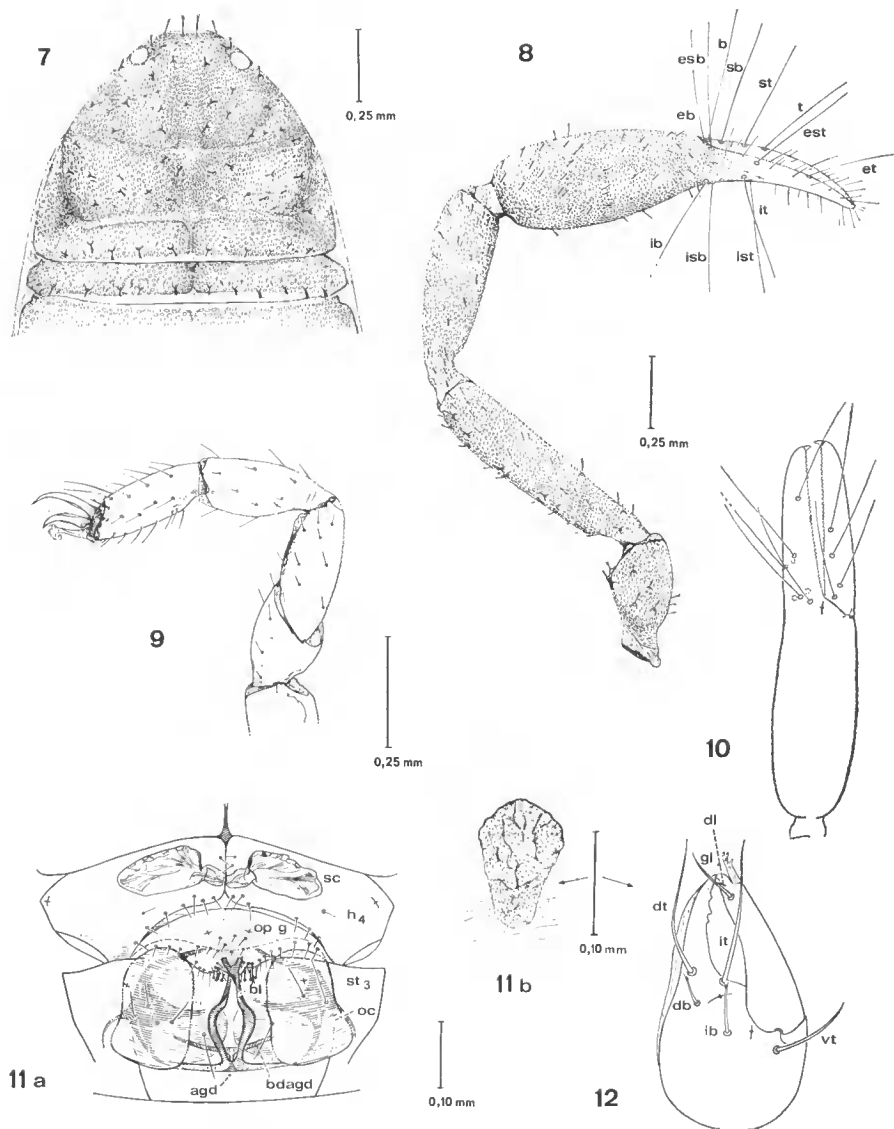 7
0,25 mm
8
esb
b
sb
st
t
est
eb
et
it
ib
isb
ist
0,25 mm
9
0,25 mm
10
11 a
sc
h4
op g
bl
st3
oc
agd
bdagd
0,10 mm
11 b
0,10 mm
dl
gl
dt
it
db
ib
vt
12